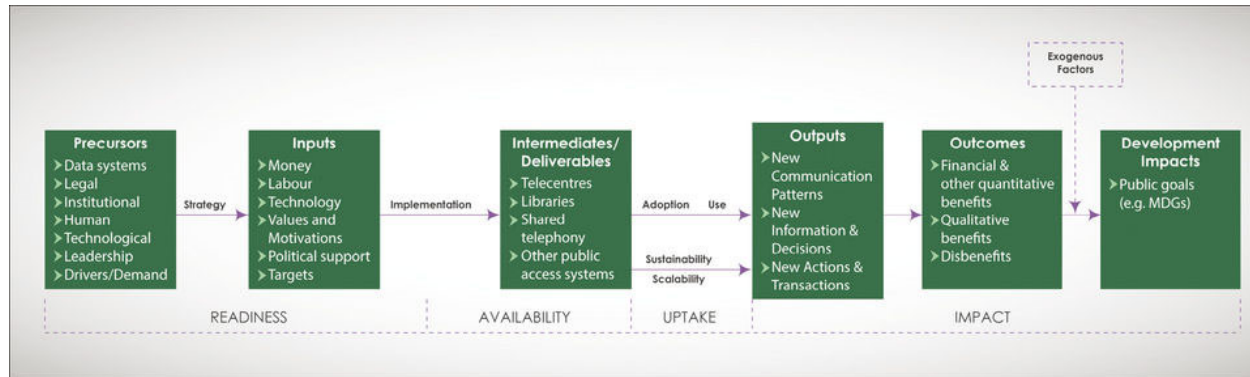 Exogenous
Factors
Precursors
Data systems
Legal
Institutional
Human
Technological
Leadership
Drivers/Demand
Strategy
Inputs
Money
Labour
Technology
Values and
Motivations
Political support
Targets
Implementation
Intermediates/
Deliverables
Telecentres
Libraries
Shared
telephony
Other public
access systems
Adoption Use
Sustainability
Scalability
Outputs
New
Communication
Patterns
New
Information &
Decisions
New Actions &
Transactions
Outcomes
Financial &
other quantitative
benefits
Qualitative
benefits
Disbenefits
Development
Impacts
Public goals
(e.g. MDGs)
READINESS
AVAILABILITY
UPTAKE
IMPACT